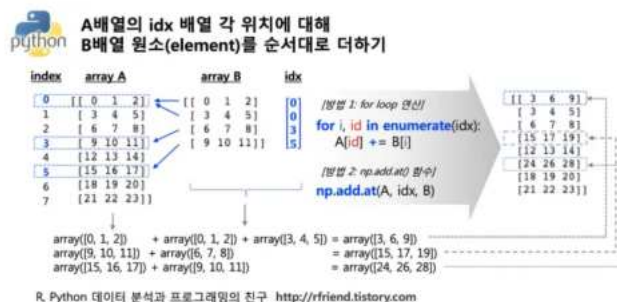 python
A배열의 idx 배열 각 위치에 대해
B배열 원소(element)를 순서대로 더하기
index array A array B idx
0 [[ 0 1 2] [[ 0 1 2] [0
1 [ 3 4 5] [ 3 4 5] 0
2 [ 6 7 8] [ 6 7 8] 3
3 [ 9 10 11] [ 9 10 11]] 5]
4 [12 13 14]
5 [15 16 17]
6 [18 19 20]
7 [21 22 23]]
[방법 1: for loop 연산]
for i, id in enumerate(idx):
A[id] += B[i]
[방법 2: np.add.at() 함수]
np.add.at(A, idx, B)
[[ 3 6 9]
[ 3 4 5]
[ 6 7 8]
[15 17 19]
[12 13 14]
[24 26 28]
[18 19 20]
[21 22 23]]
array([0, 1, 2]) + array([0, 1, 2]) + array([3, 4, 5]) = array([3, 6, 9])
array([9, 10, 11]) + array([6, 7, 8]) = array([15, 17, 19])
array([15, 16, 17]) + array([9, 10, 11]) = array([24, 26, 28])
R, Python 데이터 분석과 프로그래밍의 친구 http://rfriend.tistory.com